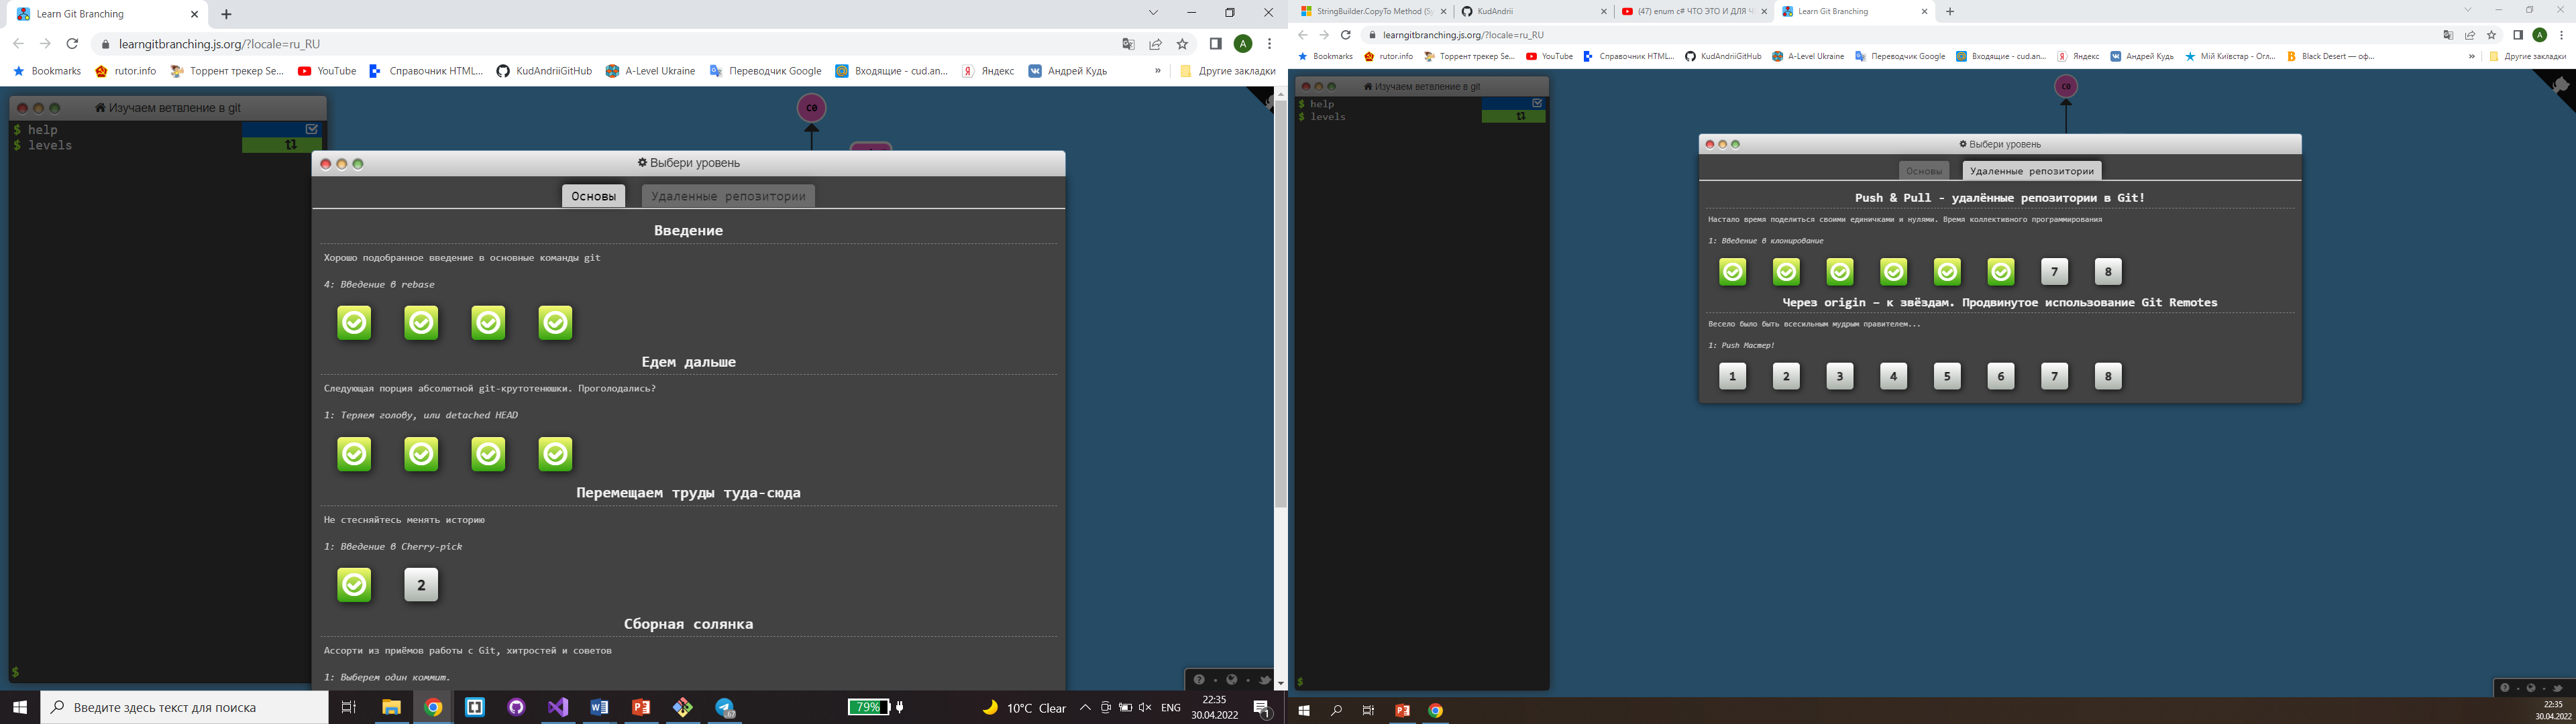 Learn Git Branching
learngitbranching.js.org/?locale=ru_RU
A
Bookmarks rutor.info Торрент трекер Se... YouTube Справочник HTML... KudAndriiGitHub A-Level Ukraine Переводчик Google Входящие - cud.an... Яндекс Андрей Кудь » Другие закладки
Изучаем ветвление в git
$ help
$ levels
C0
Выбери уровень
Основы Удаленные репозитории
Введение
Хорошо подобранное введение в основные команды git
4: Введение в rebase
Едем дальше
Следующая порция абсолютной git-крутотенюшки. Проголодались?
1: Теряем голову, или detached HEAD
Перемещаем труды туда-сюда
Не стесняйтесь менять историю
1: Введение в Cherry-pick
2
Сборная солянка
Ассорти из приёмов работы с Git, хитростей и советов
1: Выберем один коммит.
$
Введите здесь текст для поиска
79% 10°C Clear ENG 22:35
30.04.2022
1
StringBuilder.CopyTo Method (Sy KudAndrii (47) enum c# ЧТО ЭТО И ДЛЯ Ч Learn Git Branching
learngitbranching.js.org/?locale=ru_RU
A
Bookmarks rutor.info Торрент трекер Se... YouTube Справочник HTML... KudAndriiGitHub A-Level Ukraine Переводчик Google Входящие - cud.an... Яндекс Андрей Кудь Мій Київстар - Огл... Black Desert — оф... » Другие закладки
Изучаем ветвление в git
$ help
$ levels
C0
Выбери уровень
Основы Удаленные репозитории
Push & Pull - удалённые репозитории в Git!
Настало время поделиться своими единичками и нулями. Время коллективного программирования
1: Введение в клонирование
7 8
Через origin – к звёздам. Продвинутое использование Git Remotes
Весело было быть всесильным мудрым правителем...
1: Push Мастер!
1 2 3 4 5 6 7 8
$
22:35
30.04.2022